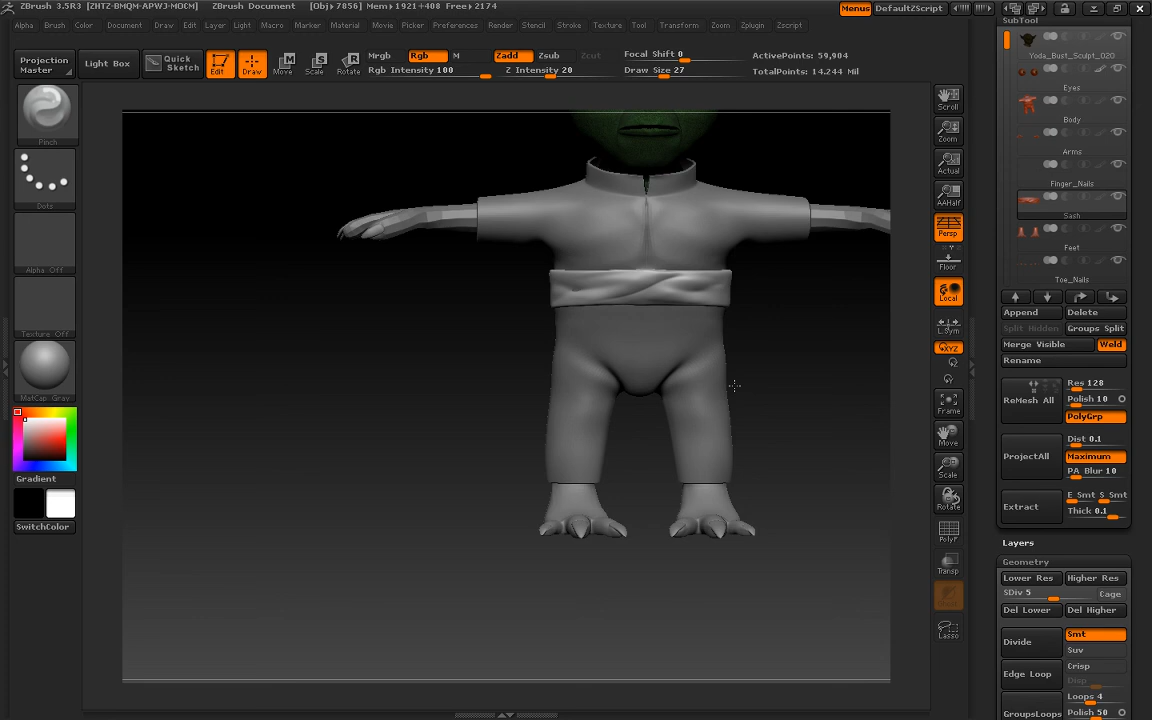 ZBrush 3.5R3 [ZHTZ-BMQM-APWJ-MOCM] ZBrush Document [Obj▸7856] Mem▸1921+408 Free▸2174 Menus DefaultZScript
Alpha Brush Color Document Draw Edit Layer Light Macro Marker Material Movie Picker Preferences Render Stencil Stroke Texture Tool Transform Zoom Zplugin Zscript
Projection Master
Light Box
Quick Sketch
Edit Draw Move Scale Rotate
Mrgb Rgb M
Rgb Intensity 100
Zadd Zsub Zcut
Z Intensity 20
Focal Shift 0
Draw Size 27
ActivePoints: 59,904
TotalPoints: 14.244 Mil
Pinch
Dots
Alpha Off
Texture Off
MatCap Gray
Gradient
SwitchColor
Scroll
Zoom
Actual
AAHalf
Persp
Floor
Local
L.Sym
XYZ
Frame
Move
Scale
Rotate
PolyF
Transp
Lasso
SubTool
Yoda_Bust_Sculpt_020
Eyes
Body
Arms
Finger_Nails
Sash
Feet
Toe_Nails
Append Delete
Split Hidden Groups Split
Merge Visible Weld
Rename
ReMesh All
Res 128
Polish 10
PolyGrp
ProjectAll
Dist 0.1
Maximum
PA Blur 10
Extract
E Smt S Smt
Thick 0.1
Layers
Geometry
Lower Res Higher Res
SDiv 5 Cage
Del Lower Del Higher
Divide
Smt
Suv
Edge Loop
Crisp
Disp
Loops 4
GroupsLoops
Polish 50